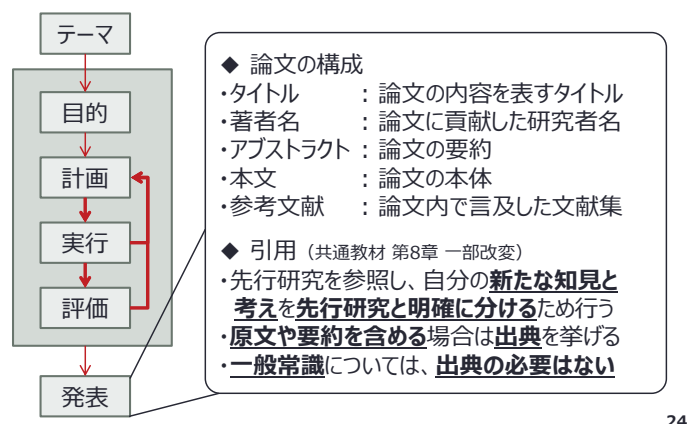 テーマ
目的
計画
実行
評価
発表
◆ 論文の構成
・タイトル　　　：論文の内容を表すタイトル
・著者名　　　　：論文に貢献した研究者名
・アブストラクト：論文の要約
・本文　　　　　：論文の本体
・参考文献　　　：論文内で言及した文献集
◆ 引用（共通教材 第8章 一部改変）
・先行研究を参照し、自分の新たな知見と
考えを先行研究と明確に分けるため行う
・原文や要約を含める場合は出典を挙げる
・一般常識については、出典の必要はない
24